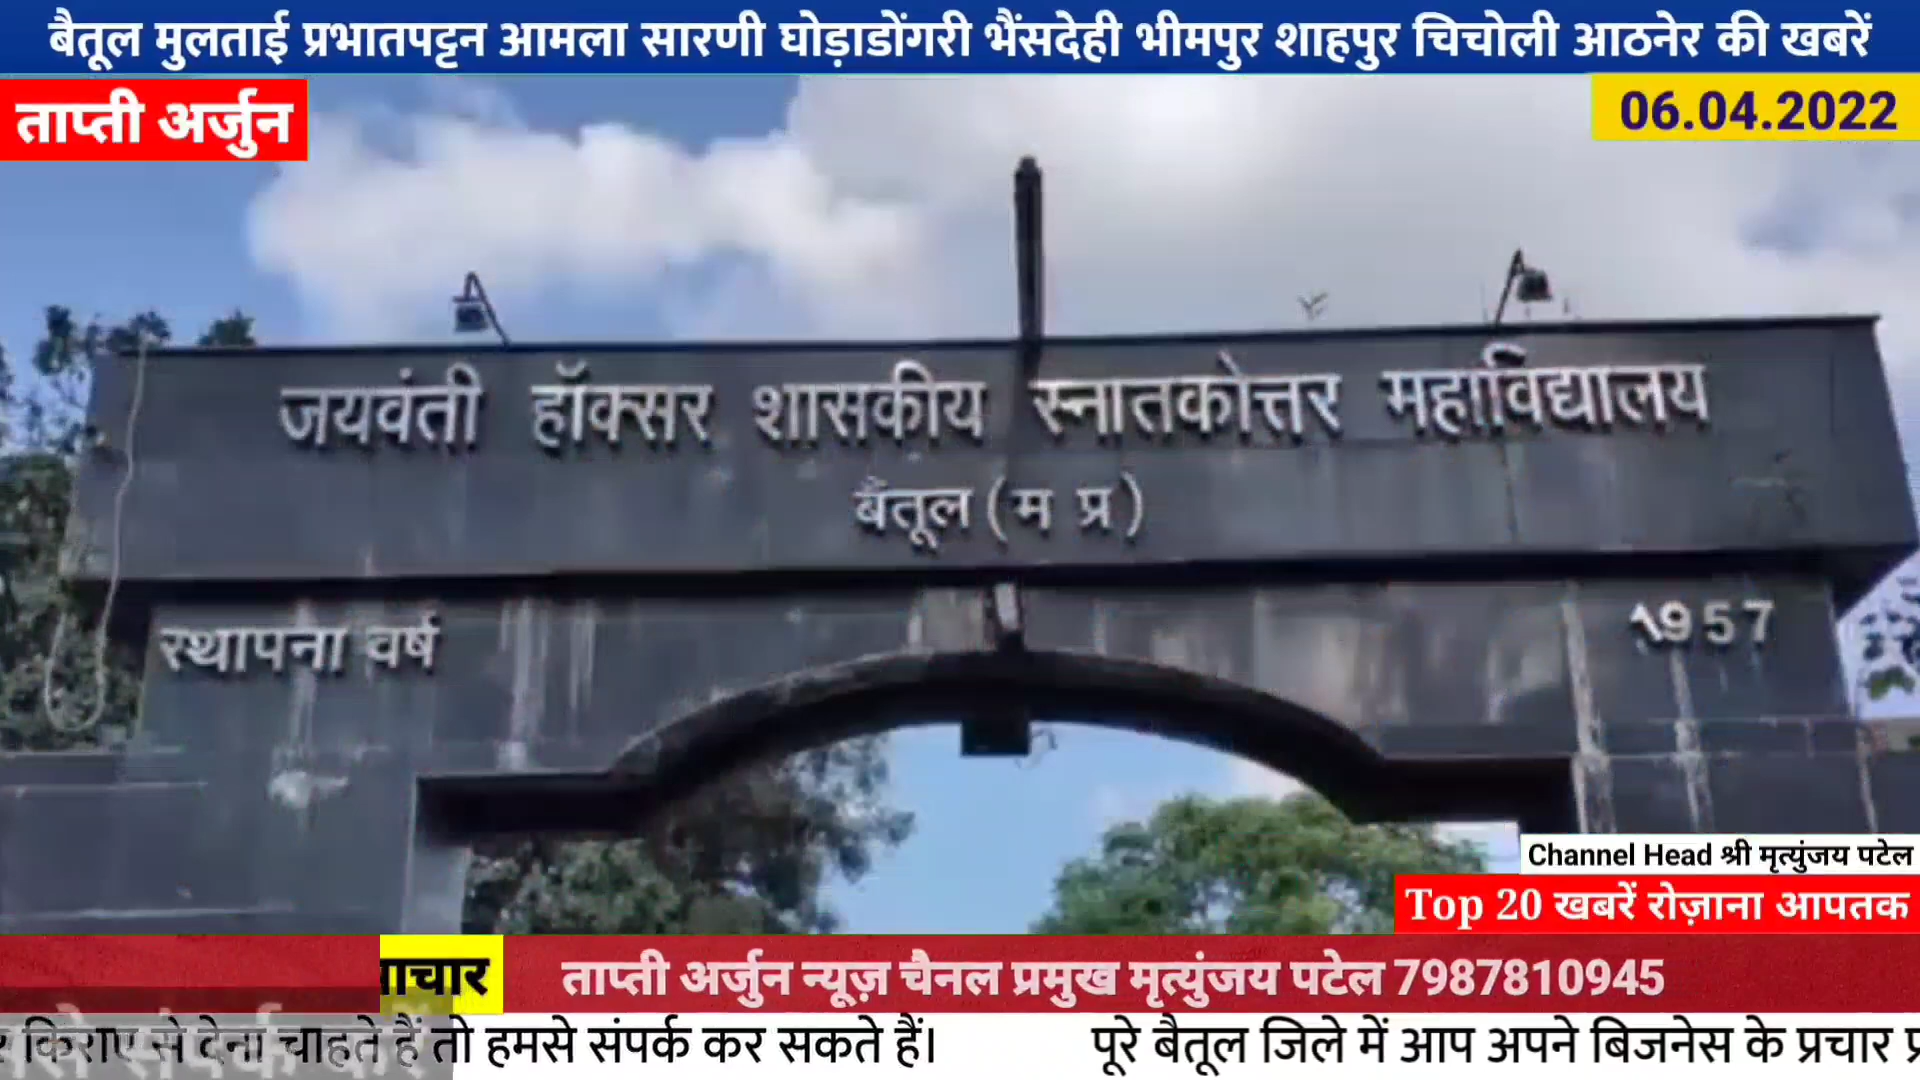 बैतूल मुलताई प्रभातपट्टन आमला सारणी घोड़ाडोंगरी भैंसदेही भीमपुर शाहपुर चिचोली आठनेर की खबरें
ताप्ती अर्जुन
06.04.2022
जयवंती हॉक्सर शासकीय स्नातकोत्तर महाविद्यालय
बैतूल (म प्र)
स्थापना वर्ष
1957
Channel Head श्री मृत्युंजय पटेल
Top 20 खबरें रोज़ाना आपतक
ताप्ती अर्जुन न्यूज़ चैनल प्रमुख मृत्युंजय पटेल 7987810945
किराए से देना चाहते हैं तो हमसे संपर्क कर सकते हैं। पूरे बैतूल जिले में आप अपने बिजनेस के प्रचार